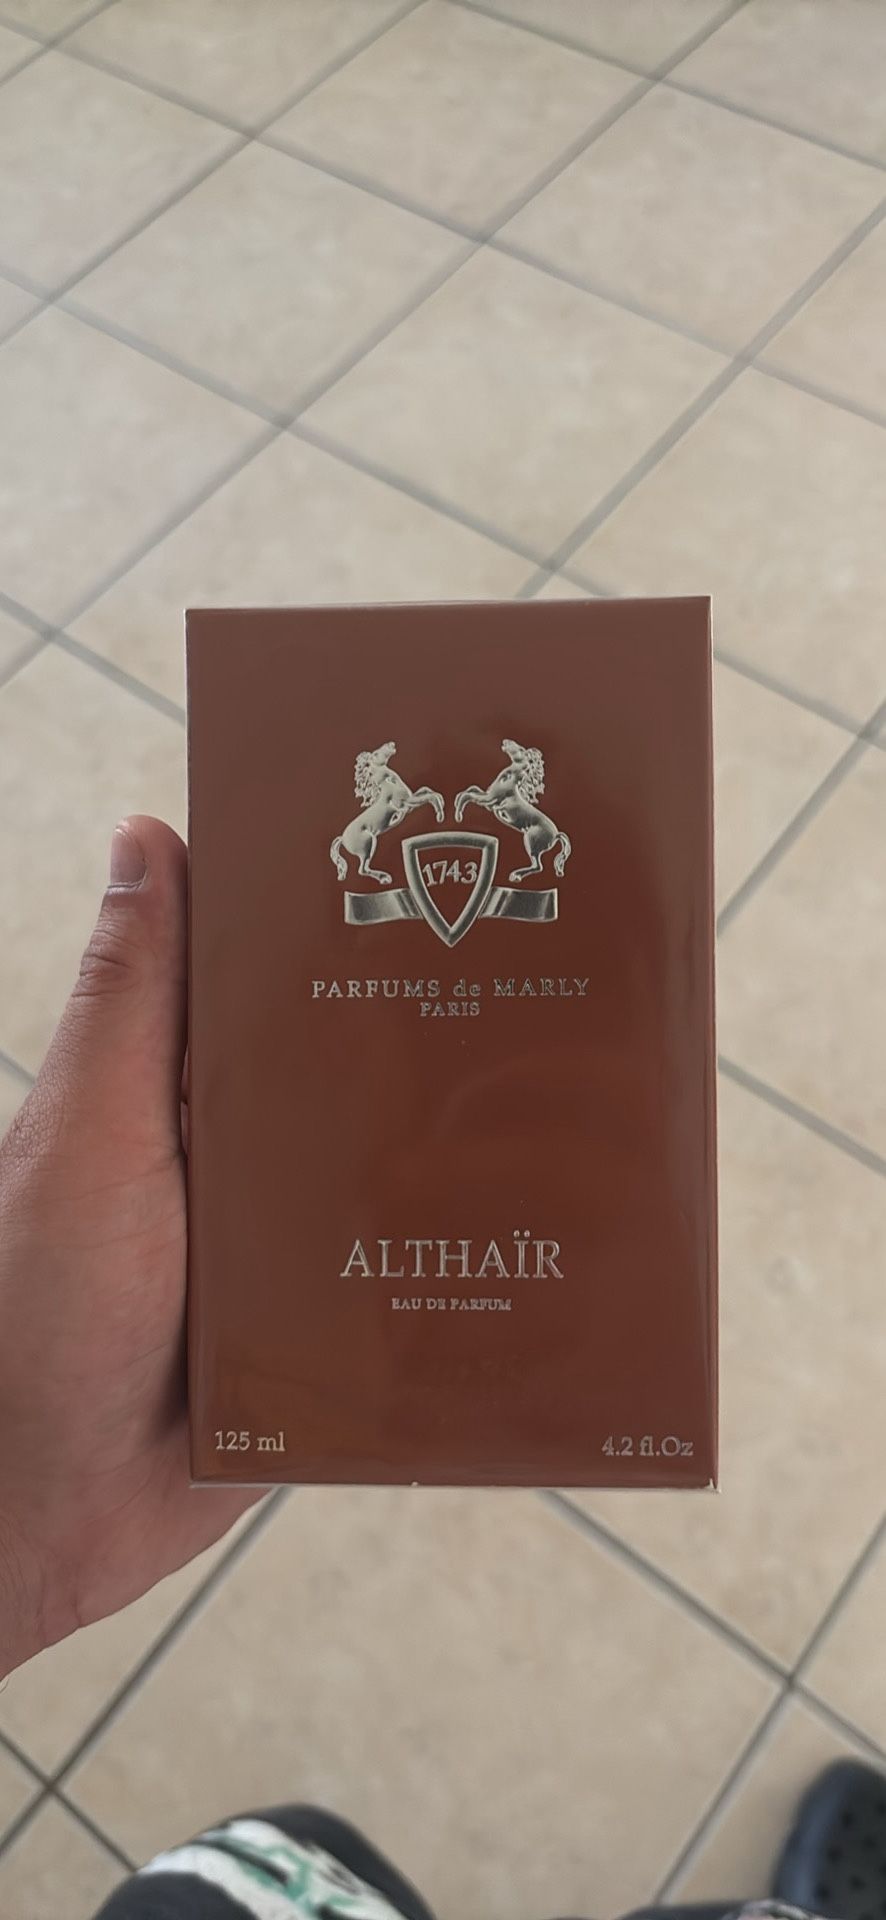 1743
PARFUMS de MARLY
PARIS
ALTHAÏR
EAU DE PARFUM
125 ml
4.2 fl.Oz